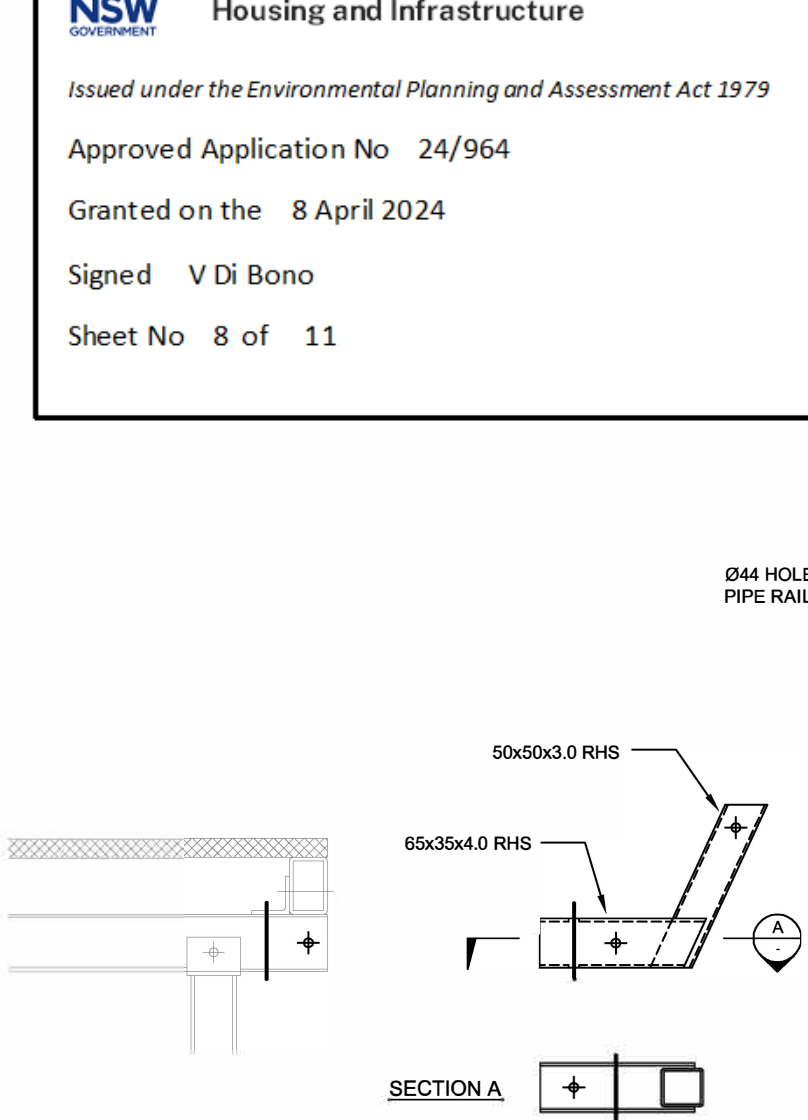 NSW
GOVERNMENT
Housing and Infrastructure
Issued under the Environmental Planning and Assessment Act 1979
Approved Application No 24/964
Granted on the 8 April 2024
Signed V Di Bono
Sheet No 8 of 11
Ø44 HOLE
PIPE RAIL
50x50x3.0 RHS
65x35x4.0 RHS
A
-
SECTION A